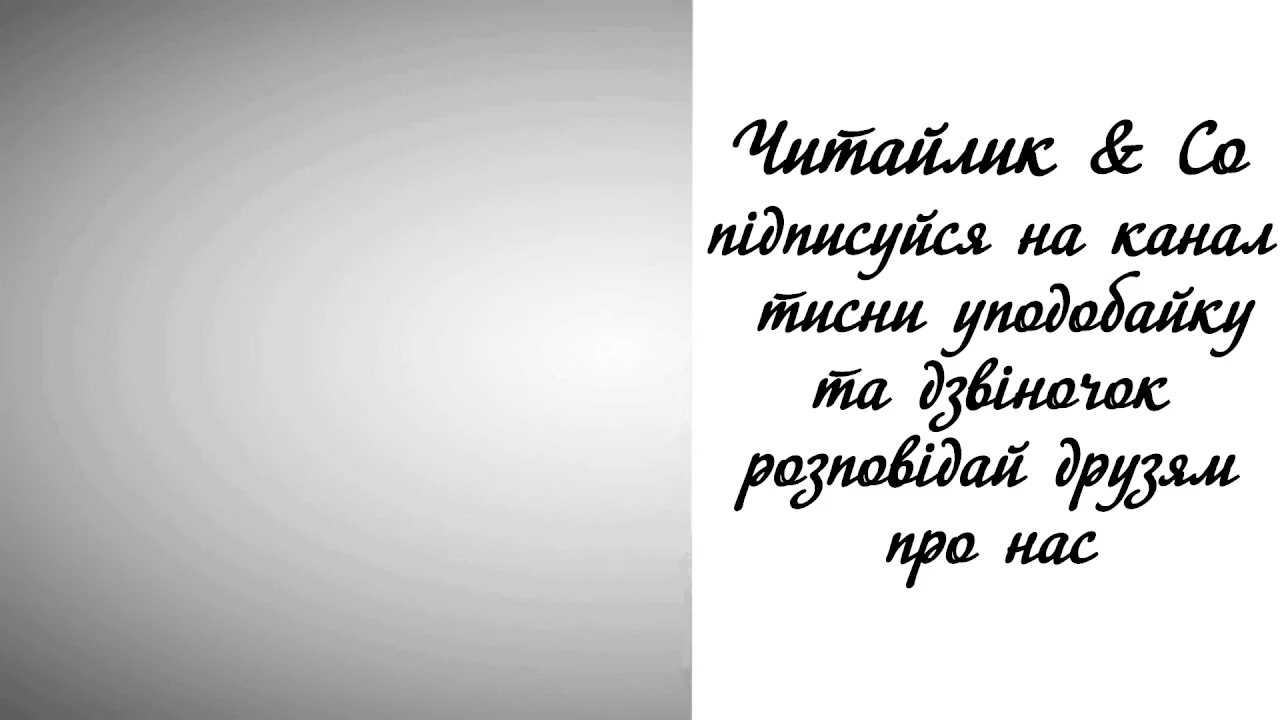 Читайлик & Co
підписуйся на канал
тисни уподобайку
та дзвіночок
розповідай друзям
про нас